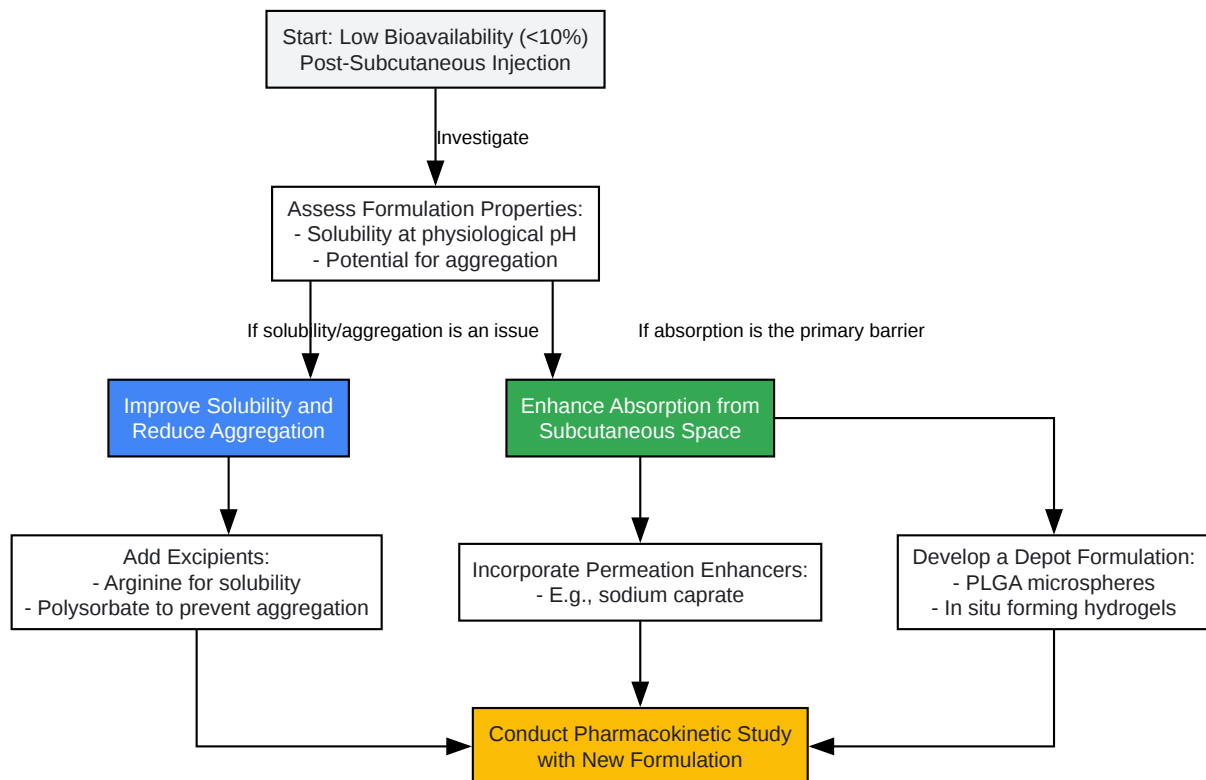 Start: Low Bioavailability (<10%)
Post-Subcutaneous Injection
Investigate
Assess Formulation Properties:
- Solubility at physiological pH
- Potential for aggregation
If solubility/aggregation is an issue
If absorption is the primary barrier
Improve Solubility and
Reduce Aggregation
Enhance Absorption from
Subcutaneous Space
Add Excipients:
- Arginine for solubility
- Polysorbate to prevent aggregation
Incorporate Permeation Enhancers:
- E.g., sodium caprate
Develop a Depot Formulation:
- PLGA microspheres
- In situ forming hydrogels
Conduct Pharmacokinetic Study
with New Formulation